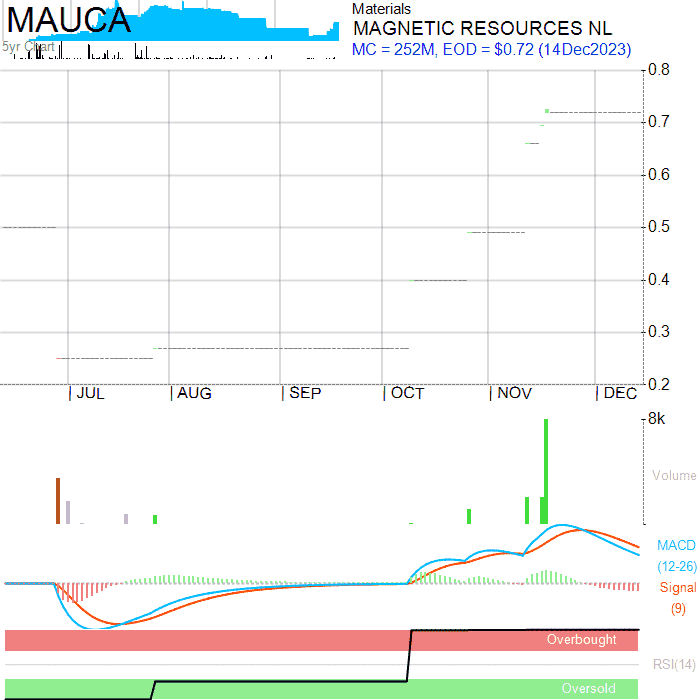 MAUCA
5yr Chart
Materials
MAGNETIC RESOURCES NL
MC = 252M, EOD = $0.72 (14Dec2023)
0.8
0.7
0.6
0.5
0.4
0.3
0.2
JUL AUG SEP OCT NOV DEC
8k
Volume
MACD
(12-26)
Signal
(9)
Overbought
RSI(14)
Oversold